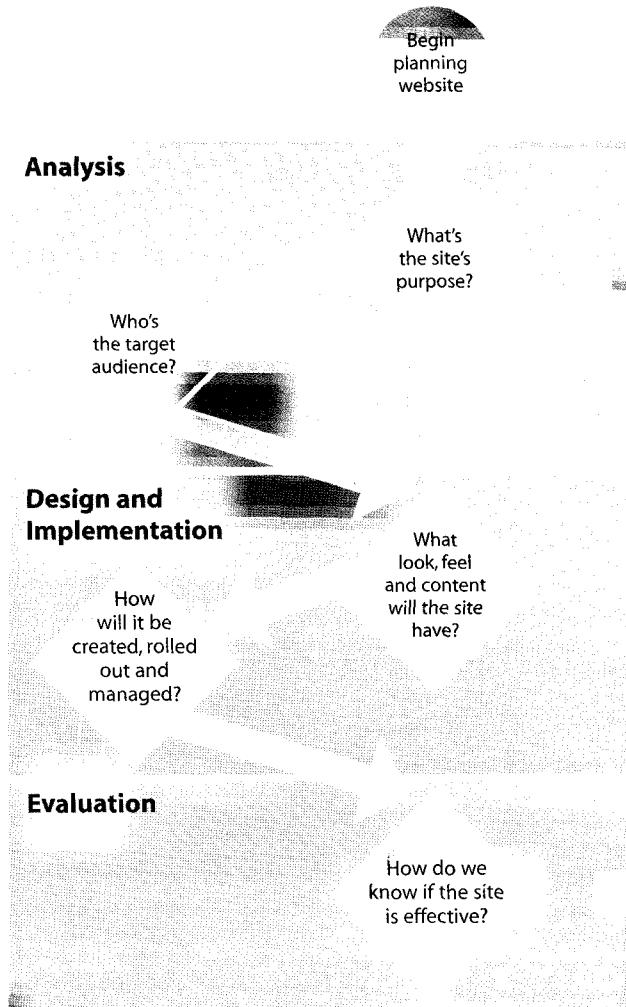 Begin
planning
website
Analysis
What's
the site's
purpose?
Who's
the target
audience?
Design and
Implementation
What
look, feel
and content
will the site
have?
How
will it be
created, rolled
out and
managed?
Evaluation
How do we
know if the site
is effective?